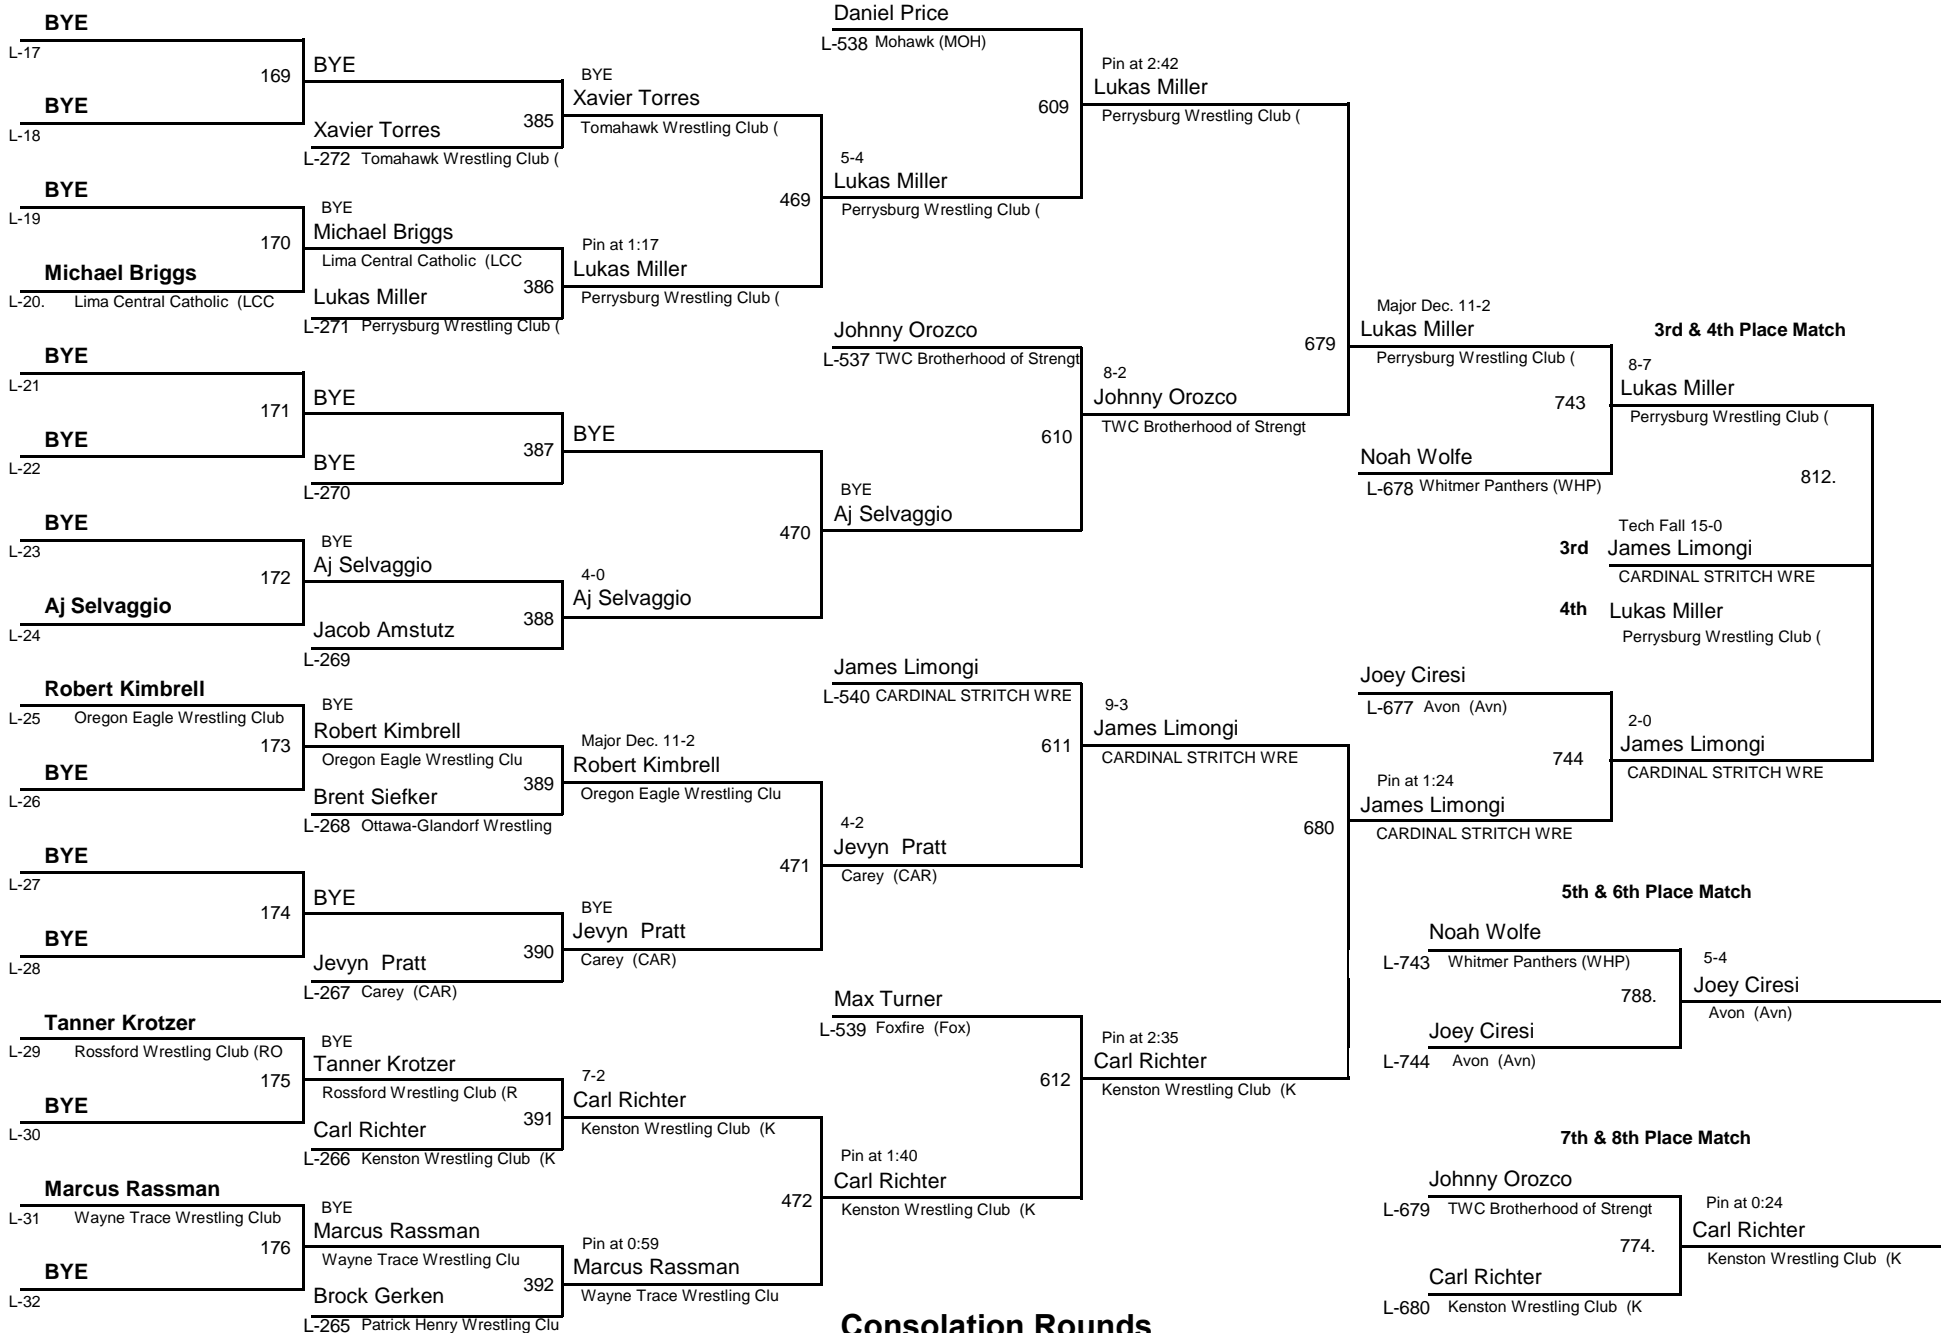 BYE
L-17
169
BYE
L-18
BYE
L-19
170
Michael Briggs
L-20. Lima Central Catholic (LCC
BYE
L-21
171
BYE
L-22
BYE
L-23
172
Aj Selvaggio
L-24
Robert Kimbrell
L-25 Oregon Eagle Wrestling Club
173
BYE
L-26
BYE
L-27
174
BYE
L-28
Tanner Krotzer
L-29 Rossford Wrestling Club (RO
175
BYE
L-30
Marcus Rassman
L-31 Wayne Trace Wrestling Club
176
BYE
L-32
BYE
Xavier Torres 385
L-272 Tomahawk Wrestling Club (
BYE
Michael Briggs
Lima Central Catholic (LCC
Lukas Miller 386
L-271 Perrysburg Wrestling Club (
BYE
387
BYE
L-270
BYE
Aj Selvaggio
Jacob Amstutz 388
L-269
BYE
Robert Kimbrell
Oregon Eagle Wrestling Clu
Brent Siefker 389
L-268 Ottawa-Glandorf Wrestling
BYE
Jevyn Pratt 390
L-267 Carey (CAR)
BYE
Tanner Krotzer
Rossford Wrestling Club (R
Carl Richter 391
L-266 Kenston Wrestling Club (K
BYE
Marcus Rassman
Wayne Trace Wrestling Clu
Brock Gerken 392
L-265 Patrick Henry Wrestling Clu
BYE
Xavier Torres
Tomahawk Wrestling Club (
469
Pin at 1:17
Lukas Miller
Perrysburg Wrestling Club (
BYE
470
4-0
Aj Selvaggio
Major Dec. 11-2
Robert Kimbrell
Oregon Eagle Wrestling Clu
471
BYE
Jevyn Pratt
Carey (CAR)
7-2
Carl Richter
Kenston Wrestling Club (K
472
Pin at 0:59
Marcus Rassman
Wayne Trace Wrestling Clu
Daniel Price
L-538 Mohawk (MOH)
609
5-4
Lukas Miller
Perrysburg Wrestling Club (
Johnny Orozco
L-537 TWC Brotherhood of Strengt
610
BYE
Aj Selvaggio
James Limongi
L-540 CARDINAL STRITCH WRE
611
4-2
Jevyn Pratt
Carey (CAR)
Max Turner
L-539 Foxfire (Fox)
612
Pin at 1:40
Carl Richter
Kenston Wrestling Club (K
Pin at 2:42
Lukas Miller
Perrysburg Wrestling Club (
679
8-2
Johnny Orozco
TWC Brotherhood of Strengt
9-3
James Limongi
CARDINAL STRITCH WRE
680
Pin at 2:35
Carl Richter
Kenston Wrestling Club (K
Major Dec. 11-2
Lukas Miller
Perrysburg Wrestling Club (
743
Noah Wolfe
L-678 Whitmer Panthers (WHP)
Joey Ciresi
L-677 Avon (Avn)
744
Pin at 1:24
James Limongi
CARDINAL STRITCH WRE
3rd & 4th Place Match
8-7
Lukas Miller
Perrysburg Wrestling Club (
812.
Tech Fall 15-0
3rd James Limongi
CARDINAL STRITCH WRE
4th Lukas Miller
Perrysburg Wrestling Club (
2-0
James Limongi
CARDINAL STRITCH WRE
5th & 6th Place Match
Noah Wolfe
L-743 Whitmer Panthers (WHP)
788.
Joey Ciresi
L-744 Avon (Avn)
5-4
Joey Ciresi
Avon (Avn)
7th & 8th Place Match
Johnny Orozco
L-679 TWC Brotherhood of Strengt
774.
Carl Richter
L-680 Kenston Wrestling Club (K
Pin at 0:24
Carl Richter
Kenston Wrestling Club (K
Consolation Rounds